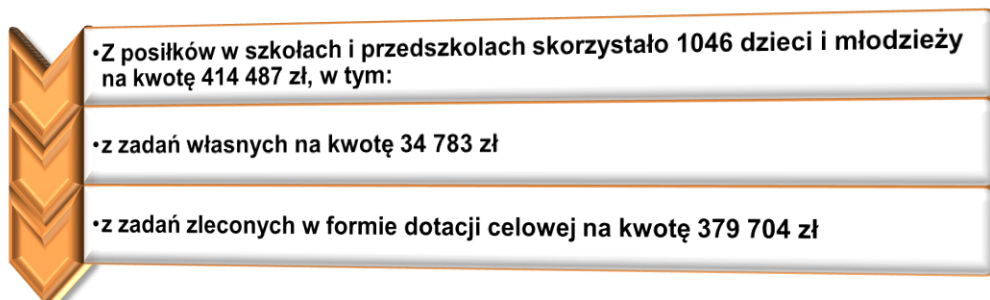 •Z posiłków w szkołach i przedszkolach skorzystało 1046 dzieci i młodzieży
na kwotę 414 487 zł, w tym:
•z zadań własnych na kwotę 34 783 zł
•z zadań zleconych w formie dotacji celowej na kwotę 379 704 zł